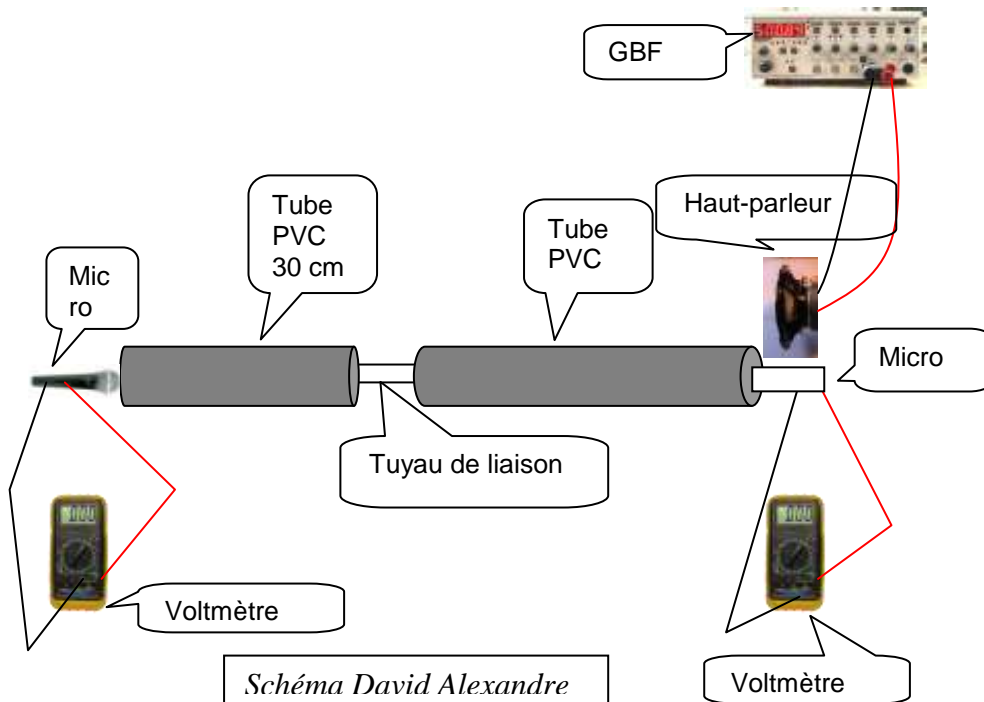 GBF
Haut-parleur
Tube
PVC
30 cm
Tube
PVC
Mic
ro
Micro
Tuyau de liaison
Voltmètre
Voltmètre
Schéma David Alexandre